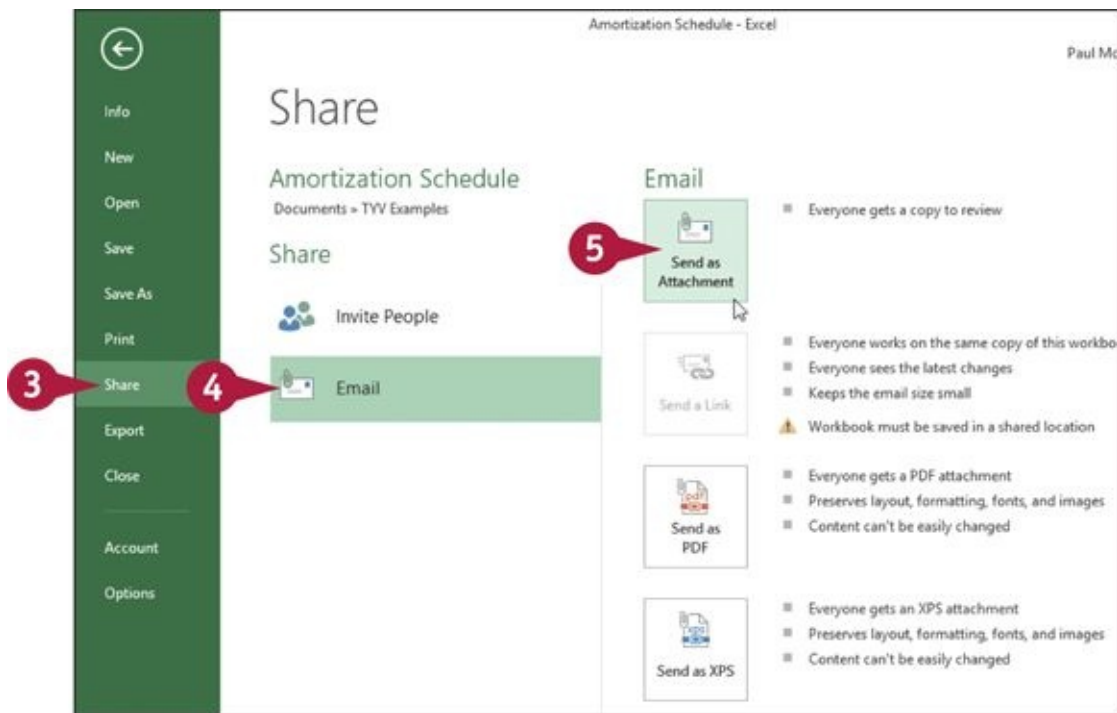 Amortization Schedule - Excel
Paul Mc
Info
New
Open
Save
Save As
Print
3
Share
Export
Close
Account
Options
Share
Amortization Schedule
Documents » TYV Examples
Share
Invite People
4
Email
Email
5
Send as
Attachment
Everyone gets a copy to review
Send a Link
Everyone works on the same copy of this workbo
Everyone sees the latest changes
Keeps the email size small
Workbook must be saved in a shared location
Send as
PDF
Everyone gets a PDF attachment
Preserves layout, formatting, fonts, and images
Content can't be easily changed
Send as XPS
Everyone gets an XPS attachment
Preserves layout, formatting, fonts, and images
Content can't be easily changed